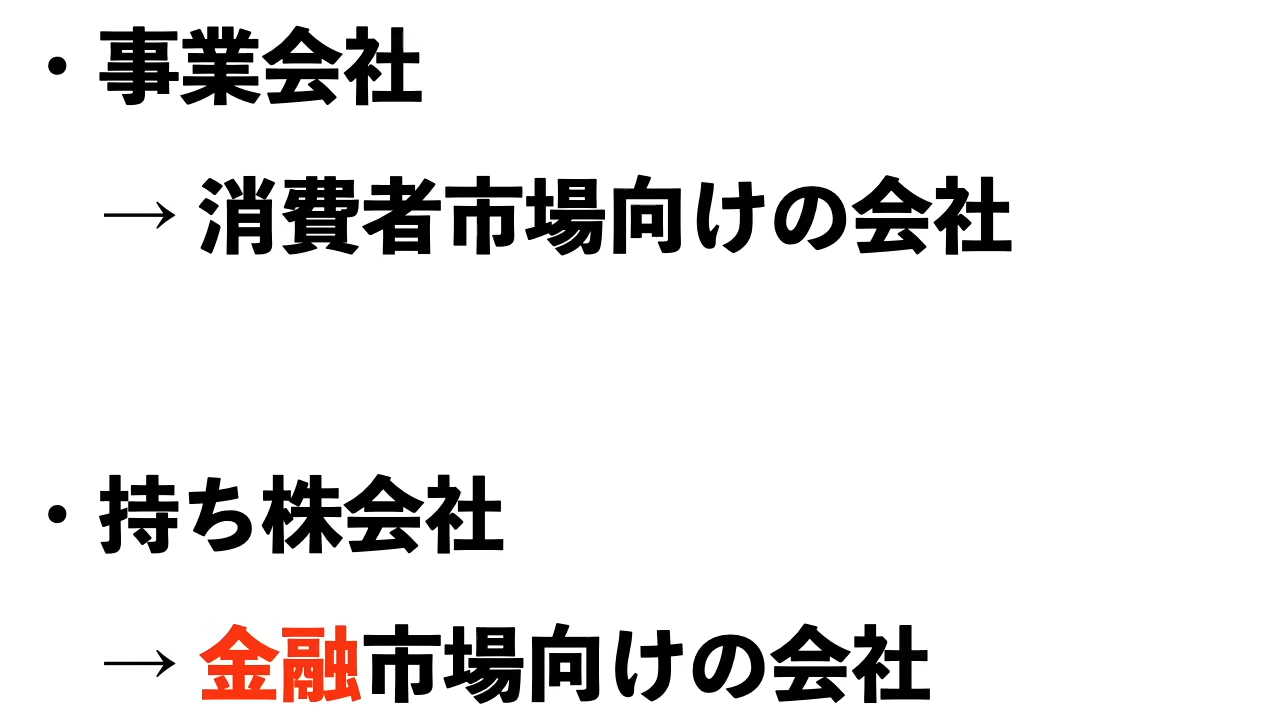 ・事業会社
→ 消費者市場向けの会社
・持ち株会社
→ 金融市場向けの会社